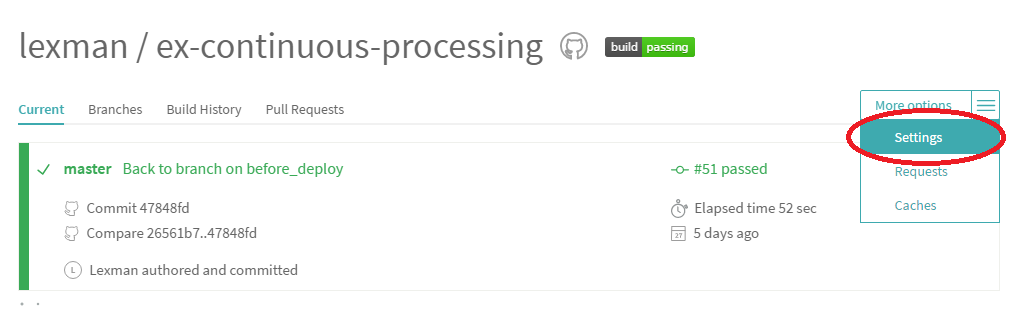 lexman / ex-continuous-processing build passing
Current Branches Build History Pull Requests More options
Settings
master Back to branch on before_deploy #51 passed
Requests
Commit 47848fd Elapsed time 52 sec
Caches
Compare 26561b7..47848fd 27 5 days ago
L Lexman authored and committed